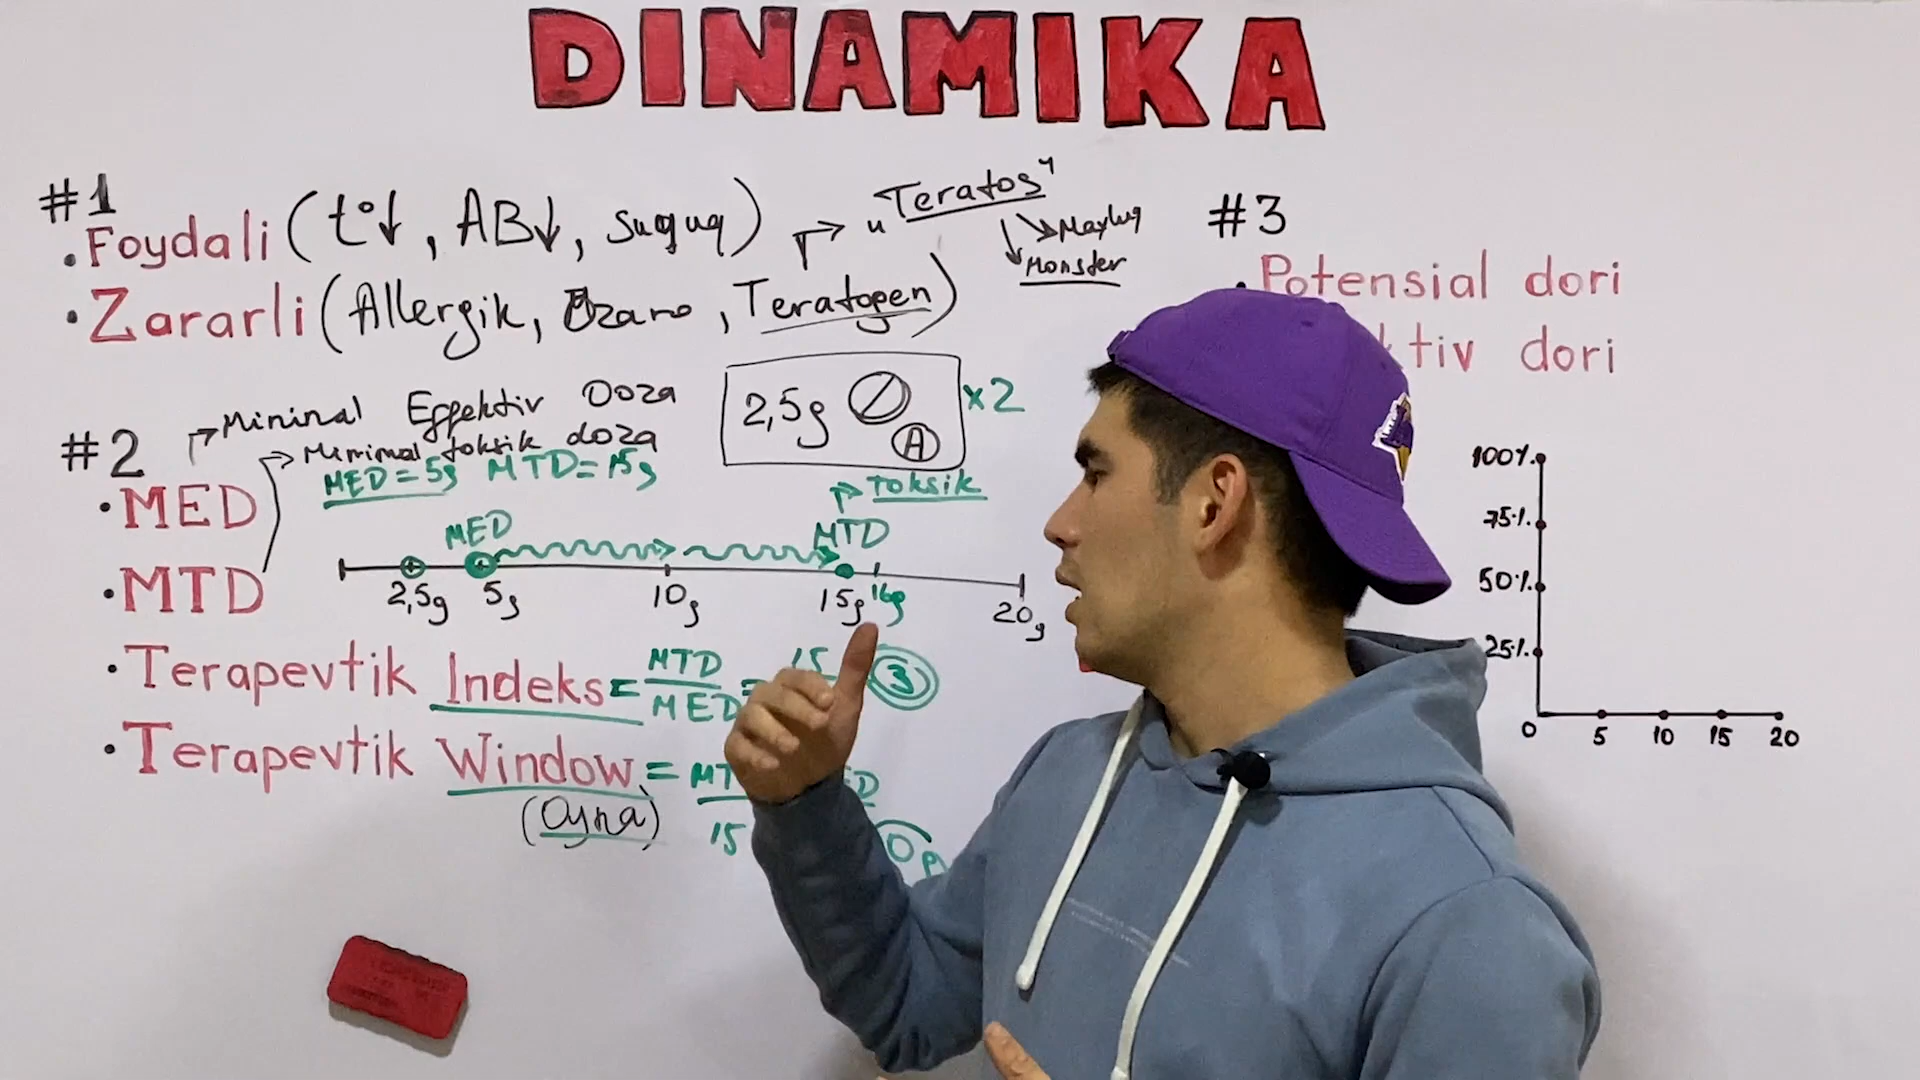 DINAMIKA
#1
• Foydali (t°↓, AB↓, suyuq)
• Zararli (Allergik, Ozano, Teratogen)
"Teratos"
Maxluq
Monster
#2
Minimal Effektiv Doza
Minimal toksik doza
MED = 5g MTD = 15g
2,5g
A
×2
Toksik
• MED
• MTD
MED
MTD
2,5g 5g 10g 15g 16g 20g
• Terapevtik Indeks = MTD / MED = 15 3
• Terapevtik Window =
(Oyna)
15
#3
• Potensial dori
tiv dori
100%
75%
50%
25%
0 5 10 15 20